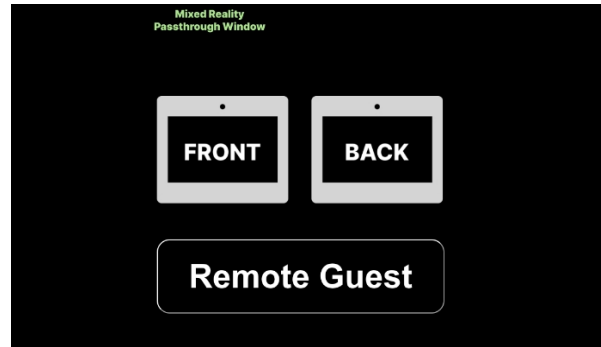 Mixed Reality
Passthrough Window
FRONT
BACK
Remote Guest